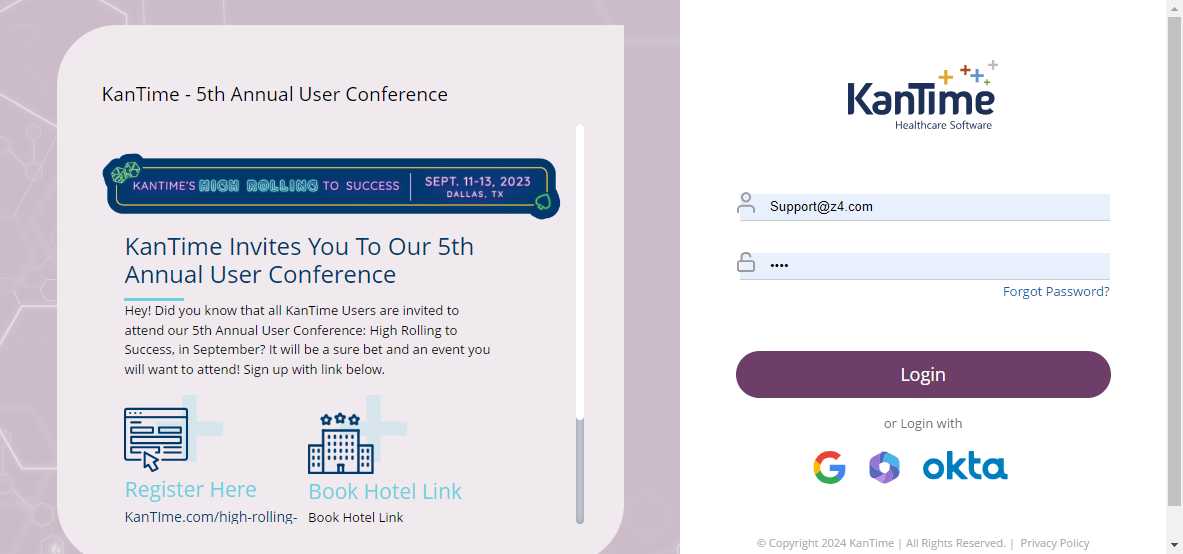 KanTime - 5th Annual User Conference
KANTIME'S HIGH ROLLING TO SUCCESS
SEPT. 11-13, 2023
DALLAS, TX
KanTime Invites You To Our 5th
Annual User Conference
Hey! Did you know that all KanTime Users are invited to
attend our 5th Annual User Conference: High Rolling to
Success, in September? It will be a sure bet and an event you
will want to attend! Sign up with link below.
Register Here
KanTIme.com/high-rolling-
Book Hotel Link
Book Hotel Link
KanTime
Healthcare Software
Support@z4.com
••••
Forgot Password?
Login
or Login with
G
okta
© Copyright 2024 KanTime | All Rights Reserved. | Privacy Policy